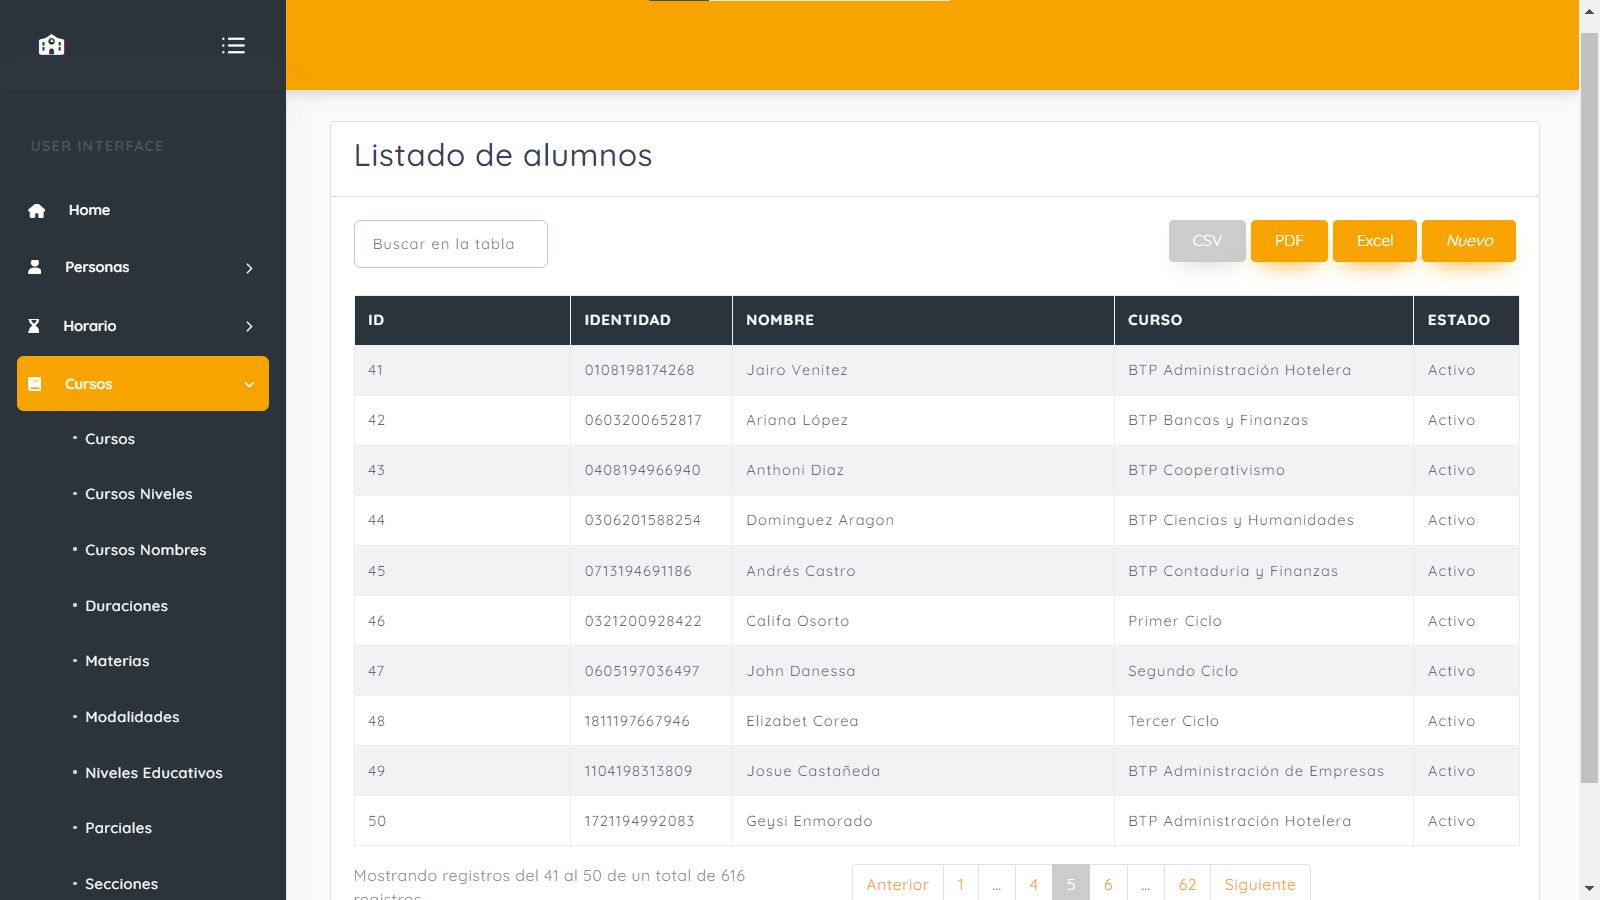 USER INTERFACE
Home
Personas
Horario
Cursos
· Cursos
· Cursos Niveles
· Cursos Nombres
· Duraciones
· Materias
· Modalidades
· Niveles Educativos
· Parciales
· Secciones
Listado de alumnos
Buscar en la tabla
CSV PDF Excel Nuevo
ID IDENTIDAD NOMBRE CURSO ESTADO
41 0108198174268 Jairo Venitez BTP Administración Hotelera Activo
42 0603200652817 Ariana López BTP Bancas y Finanzas Activo
43 0408194966940 Anthoni Diaz BTP Cooperativismo Activo
44 0306201588254 Dominguez Aragon BTP Ciencias y Humanidades Activo
45 0713194691186 Andrés Castro BTP Contaduria y Finanzas Activo
46 0321200928422 Califa Osorto Primer Ciclo Activo
47 0605197036497 John Danessa Segundo Ciclo Activo
48 1811197667946 Elizabet Corea Tercer Ciclo Activo
49 1104198313809 Josue Castañeda BTP Administración de Empresas Activo
50 1721194992083 Geysi Enmorado BTP Administración Hotelera Activo
Mostrando registros del 41 al 50 de un total de 616
registros
Anterior 1 ... 4 5 6 ... 62 Siguiente